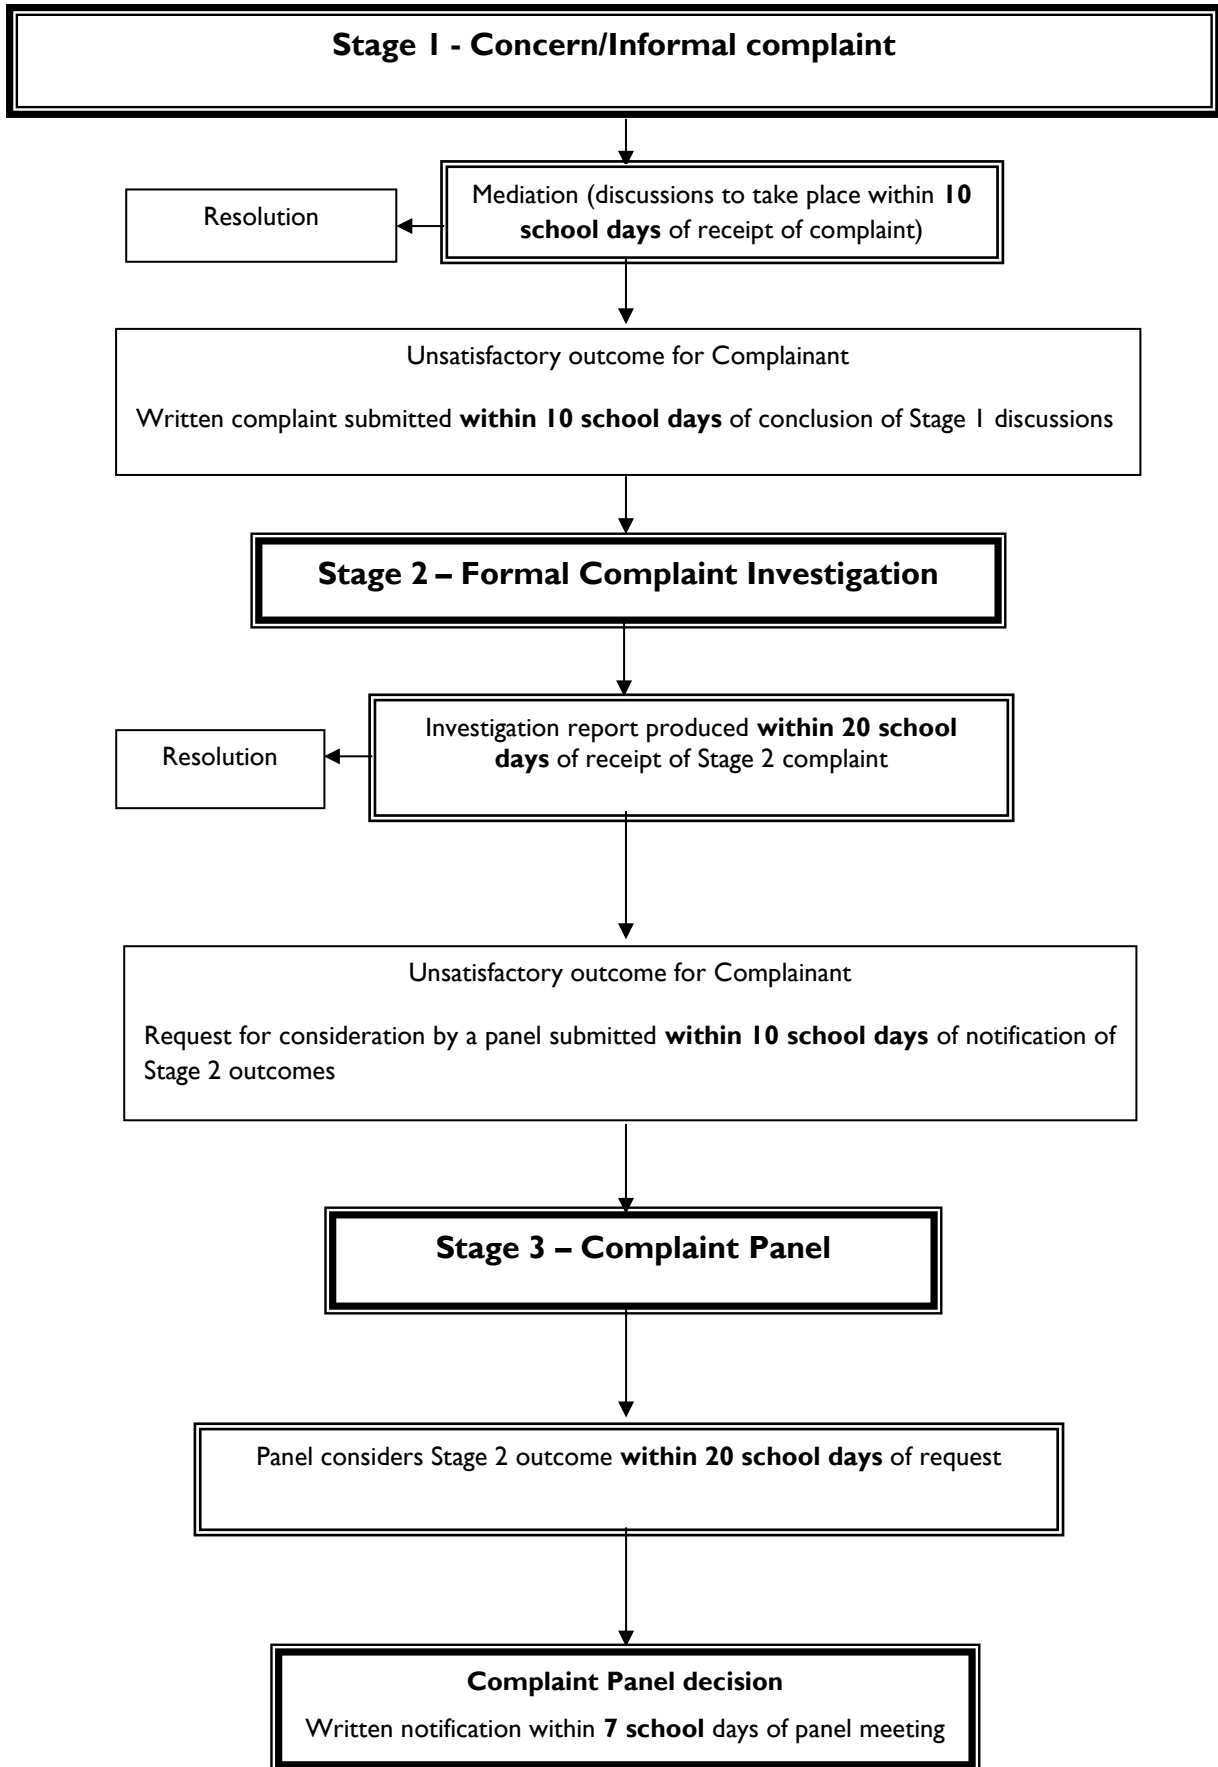 Stage 1 - Concern/Informal complaint
Mediation (discussions to take place within 10
school days of receipt of complaint)
Resolution
Unsatisfactory outcome for Complainant
Written complaint submitted within 10 school days of conclusion of Stage 1 discussions
Stage 2 – Formal Complaint Investigation
Investigation report produced within 20 school
days of receipt of Stage 2 complaint
Resolution
Unsatisfactory outcome for Complainant
Request for consideration by a panel submitted within 10 school days of notification of
Stage 2 outcomes
Stage 3 – Complaint Panel
Panel considers Stage 2 outcome within 20 school days of request
Complaint Panel decision
Written notification within 7 school days of panel meeting